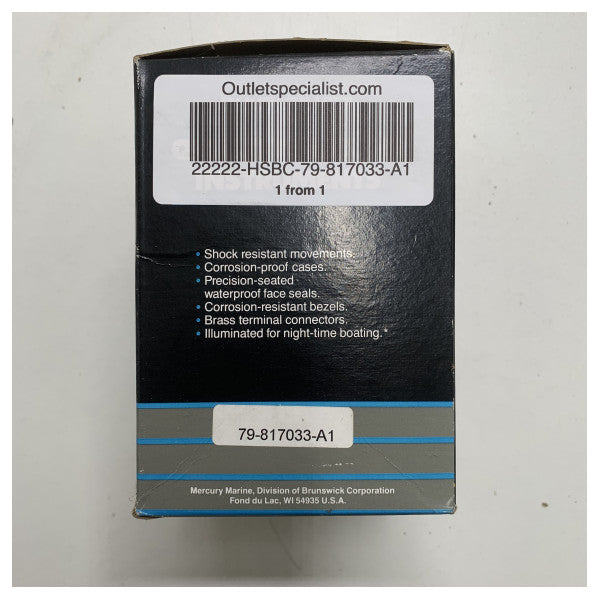 Outletspecialist.com
22222-HSBC-79-817033-A1
1 from 1
• Shock resistant movements.
• Corrosion-proof cases.
• Precision-seated
waterproof face seals.
• Corrosion-resistant bezels.
• Brass terminal connectors.
• Illuminated for night-time boating.*
79-817033-A1
Mercury Marine, Division of Brunswick Corporation
Fond du Lac, WI 54935 U.S.A.